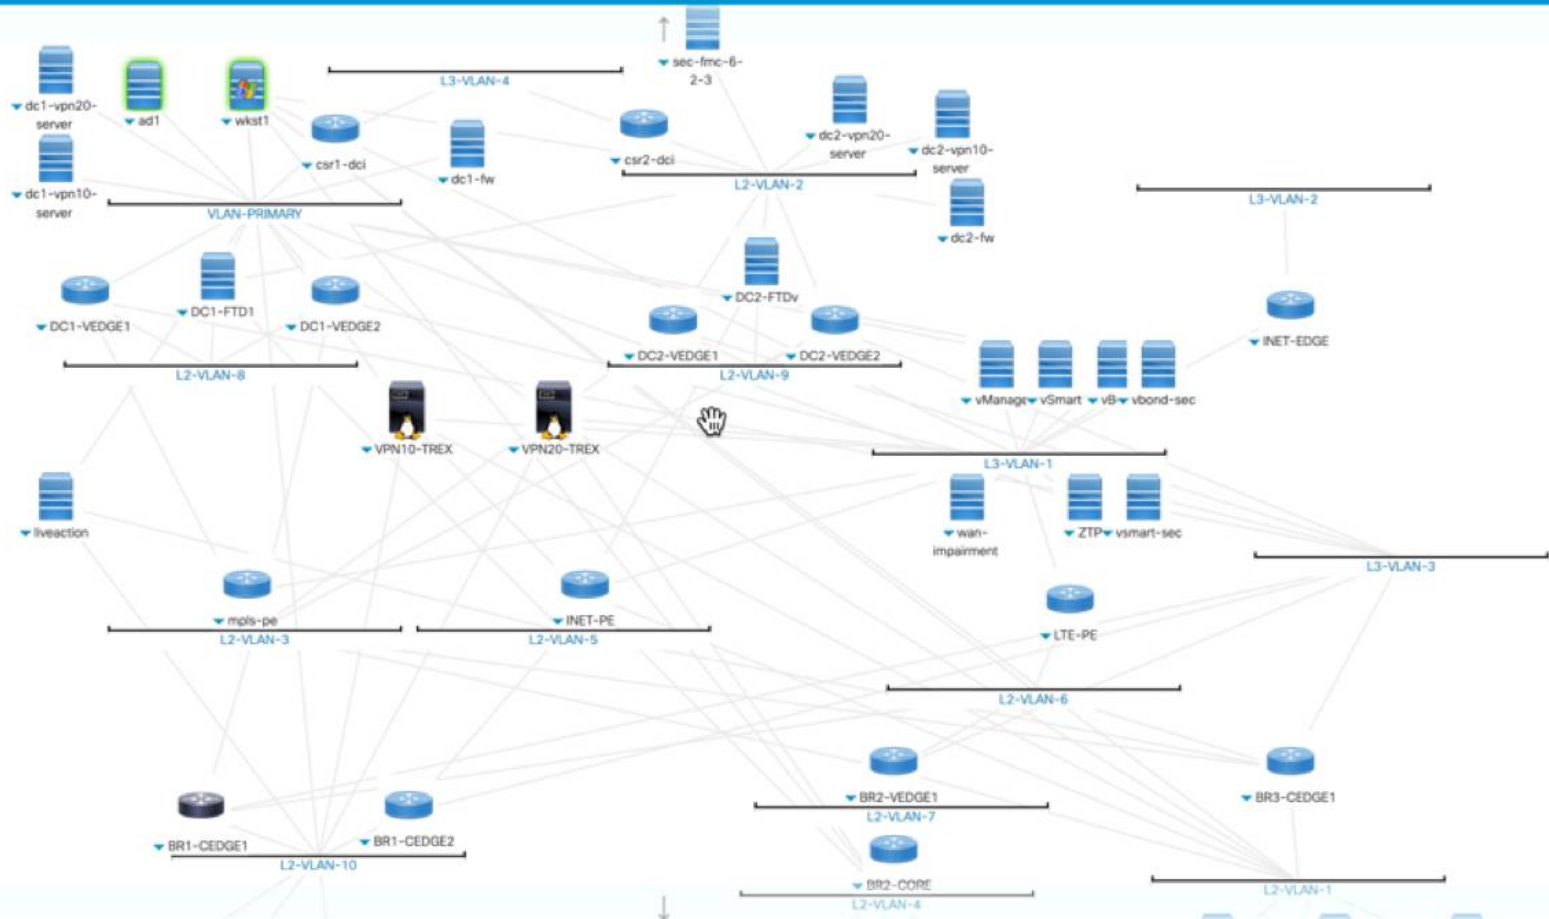 sec-fmc-6-
2-3
L3-VLAN-4
dc1-vpn20-
server
ad1
wkst1
csr1-dci
dc1-fw
csr2-dci
dc2-vpn20-
server
dc2-vpn10-
server
dc1-vpn10-
server
L2-VLAN-2
L3-VLAN-2
VLAN-PRIMARY
dc2-fw
DC1-VEDGE1
DC1-FTD1
DC1-VEDGE2
DC2-FTDv
DC2-VEDGE1
DC2-VEDGE2
INET-EDGE
L2-VLAN-8
L2-VLAN-9
vManage
vSmart
vB
vbond-sec
VPN10-TREX
VPN20-TREX
L3-VLAN-1
liveaction
wan-
impairment
ZTP
vsmart-sec
L3-VLAN-3
mpls-pe
INET-PE
LTE-PE
L2-VLAN-3
L2-VLAN-5
L2-VLAN-6
BR2-VEDGE1
BR3-CEDGE1
L2-VLAN-7
BR1-CEDGE1
BR1-CEDGE2
L2-VLAN-10
BR2-CORE
L2-VLAN-4
L2-VLAN-1